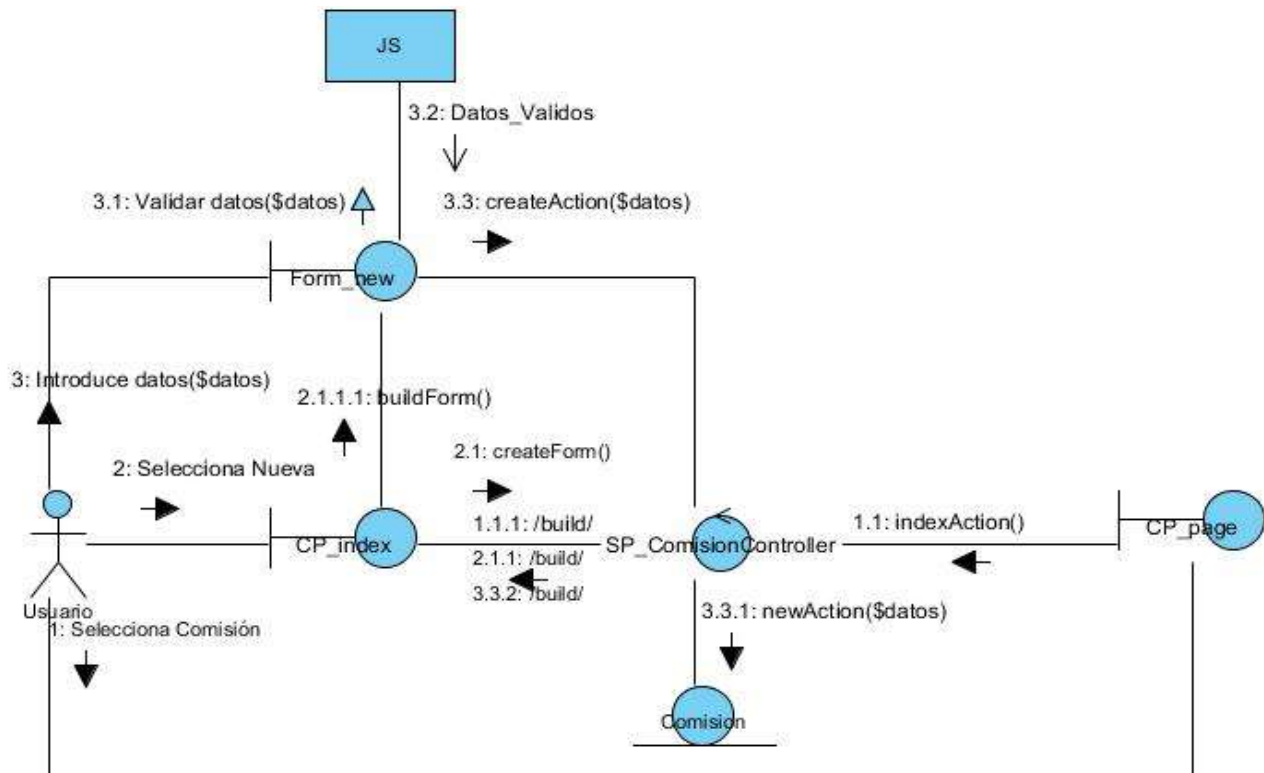 JS
3.2: Datos_Validos
3.1: Validar datos($datos)
3.3: createAction($datos)
Form_new
3: Introduce datos($datos)
2.1.1.1: buildForm()
2.1: createForm()
2: Selecciona Nueva
1.1.1: /build/
1.1: indexAction()
CP_page
CP_index
SP_ComisionController
2.1.1: /build/
3.3.2: /build/
Usuario
1: Selecciona Comisión
3.3.1: newAction($datos)
Comision